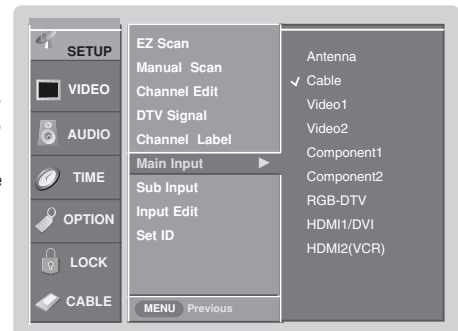 SETUP
VIDEO
AUDIO
TIME
OPTION
LOCK
CABLE
EZ Scan
Manual Scan
Channel Edit
DTV Signal
Channel Label
Main Input ►
Sub Input
Input Edit
Set ID
MENU Previous
Antenna
✓ Cable
Video1
Video2
Component1
Component2
RGB-DTV
HDMI1/DVI
HDMI2(VCR)